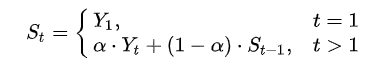 S_t = { Y_1, t = 1
α · Y_t + (1 − α) · S_{t−1}, t > 1